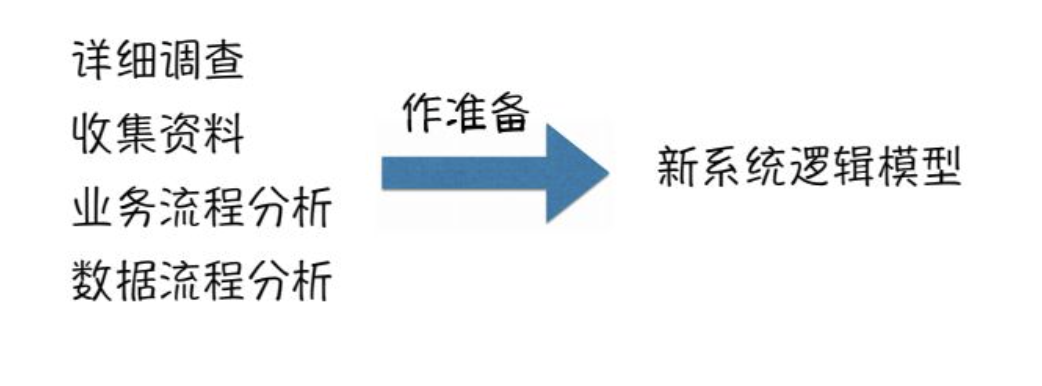 详细调查
收集资料
业务流程分析
数据流程分析
作准备
新系统逻辑模型